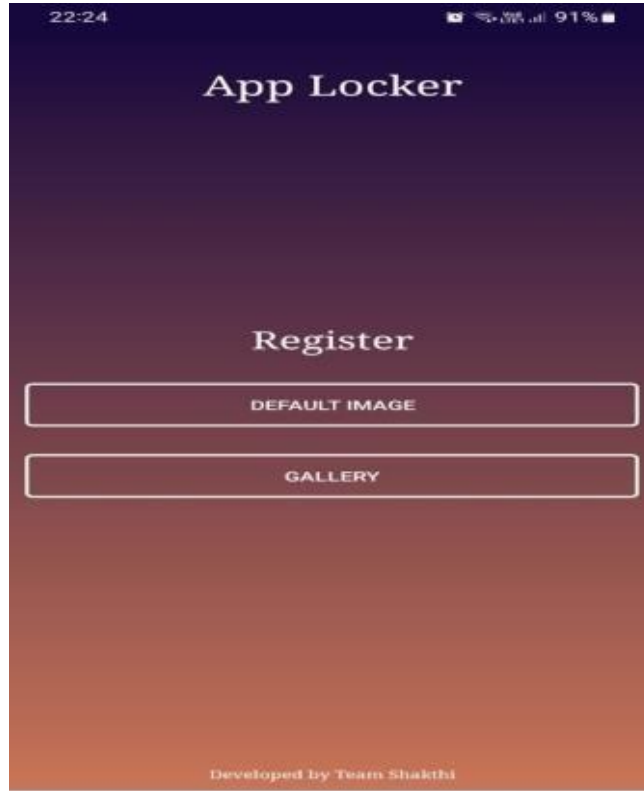 22:24 91%
App Locker
Register
DEFAULT IMAGE
GALLERY
Developed by Team Shakthi